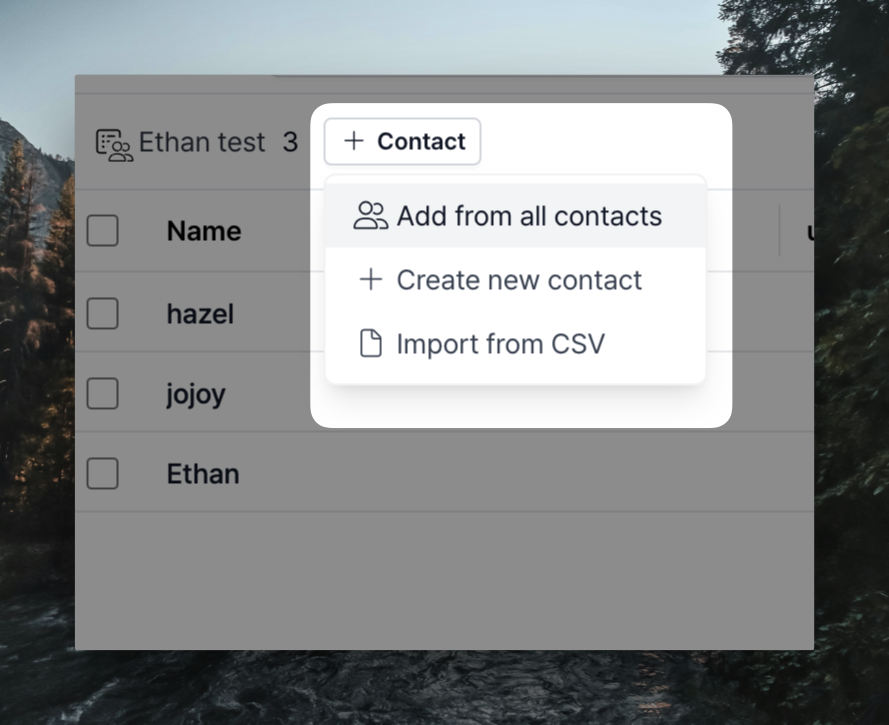 Ethan test 3
+ Contact
Add from all contacts
Name
Create new contact
hazel
Import from CSV
jojoy
Ethan